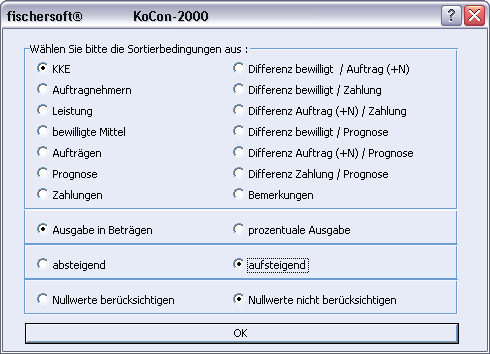 fischersoft® KoCon-2000
Wählen Sie bitte die Sortierbedingungen aus :
KKE
Differenz bewilligt / Auftrag (+N)
Auftragnehmern
Differenz bewilligt / Zahlung
Leistung
Differenz Auftrag (+N) / Zahlung
bewilligte Mittel
Differenz bewilligt / Prognose
Aufträgen
Differenz Auftrag (+N) / Prognose
Prognose
Differenz Zahlung / Prognose
Zahlungen
Bemerkungen
Ausgabe in Beträgen
prozentuale Ausgabe
absteigend
aufsteigend
Nullwerte berücksichtigen
Nullwerte nicht berücksichtigen
OK